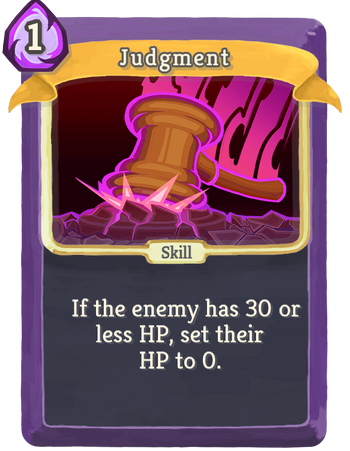 1
Judgment
Skill
If the enemy has 30 or
less HP, set their
HP to 0.